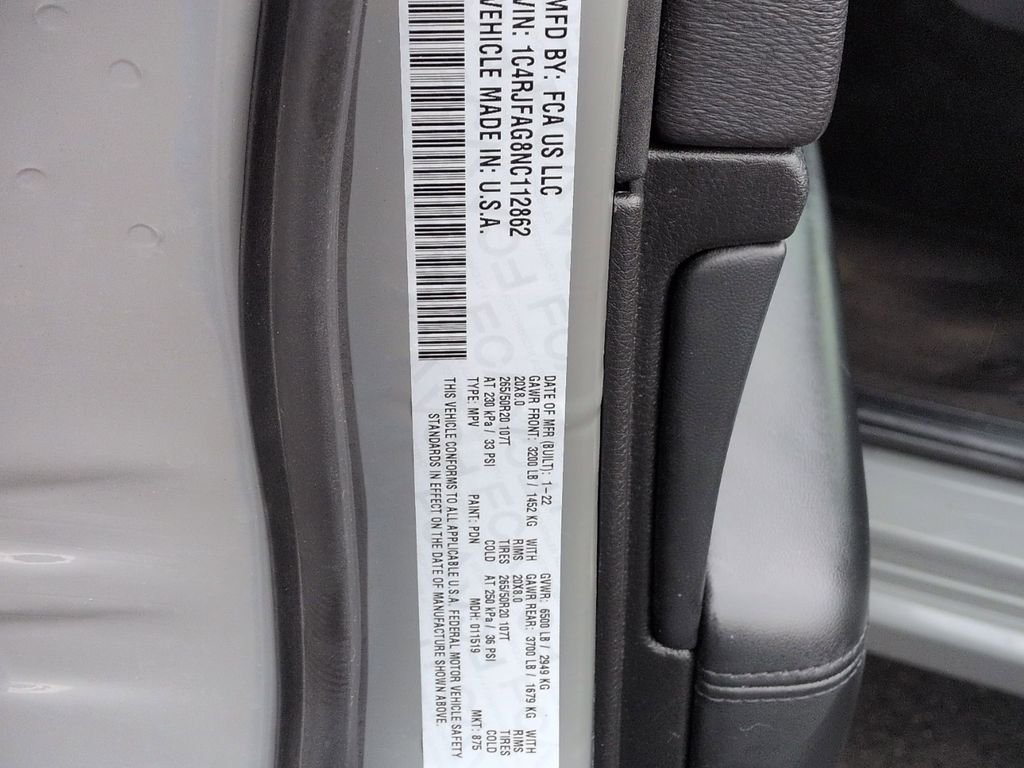 MFD BY: FCA US LLC
VIN: 1C4RJFAG8NC112862
VEHICLE MADE IN: U.S.A.
DATE OF MFR (BUILT): 1-22 GVWR: 6500 LB / 2949 KG
GAWR FRONT: 3200 LB / 1452 KG WITH GAWR REAR: 3700 LB / 1679 KG WITH
20X8.0 RIMS 20X8.0 RIMS
265/50R20 107T TIRES 265/50R20 107T TIRES
AT 230 kPa / 33 PSI COLD AT 250 kPa / 36 PSI COLD
TYPE: MPV PAINT: PDN MDH: 011519 MKT: 875
THIS VEHICLE CONFORMS TO ALL APPLICABLE U.S.A. FEDERAL MOTOR VEHICLE SAFETY
STANDARDS IN EFFECT ON THE DATE OF MANUFACTURE SHOWN ABOVE.